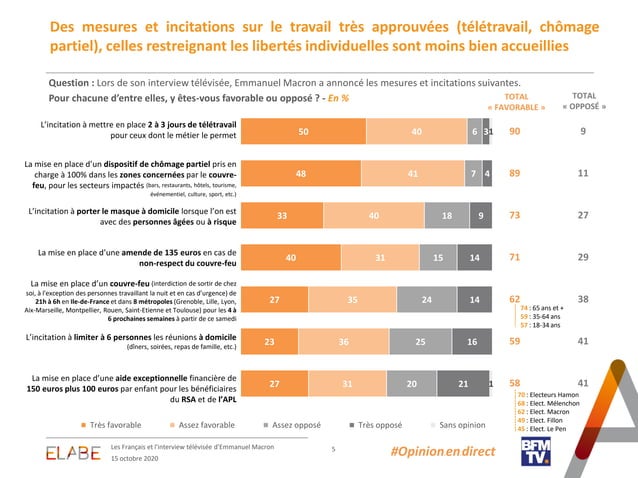 Des mesures et incitations sur le travail très approuvées (télétravail, chômage
partiel), celles restreignant les libertés individuelles sont moins bien accueillies
Question : Lors de son interview télévisée, Emmanuel Macron a annoncé les mesures et incitations suivantes.
Pour chacune d'entre elles, y êtes-vous favorable ou opposé ? - En %
TOTAL
« FAVORABLE »
TOTAL
« OPPOSÉ »
L'incitation à mettre en place 2 à 3 jours de télétravail
pour ceux dont le métier le permet
50 40 6 3 1 90 9
La mise en place d'un dispositif de chômage partiel pris en
charge à 100% dans les zones concernées par le couvre-
feu, pour les secteurs impactés (bars, restaurants, hôtels, tourisme,
événementiel, culture, sport, etc.)
48 41 7 4 89 11
L'incitation à porter le masque à domicile lorsque l'on est
avec des personnes âgées ou à risque
33 40 18 9 73 27
La mise en place d'une amende de 135 euros en cas de
non-respect du couvre-feu
40 31 15 14 71 29
La mise en place d'un couvre-feu (interdiction de sortir de chez
soi, à l'exception des personnes travaillant la nuit et en cas d'urgence) de
21h à 6h en Ile-de-France et dans 8 métropoles (Grenoble, Lille, Lyon,
Aix-Marseille, Montpellier, Rouen, Saint-Etienne et Toulouse) pour les 4 à
6 prochaines semaines à partir de ce samedi
27 35 24 14 62 38
74 : 65 ans et +
59 : 35-64 ans
57 : 18-34 ans
L'incitation à limiter à 6 personnes les réunions à domicile
(dîners, soirées, repas de famille, etc.)
23 36 25 16 59 41
La mise en place d'une aide exceptionnelle financière de
150 euros plus 100 euros par enfant pour les bénéficiaires
du RSA et de l'APL
27 31 20 21 1 58 41
70 : Electeurs Hamon
68 : Elect. Mélenchon
62 : Elect. Macron
49 : Elect. Fillon
45 : Elect. Le Pen
Très favorable Assez favorable Assez opposé Très opposé Sans opinion
ELABE
Les Français et l'interview télévisée d'Emmanuel Macron
15 octobre 2020
5
#Opinionendirect
BFM
TV.